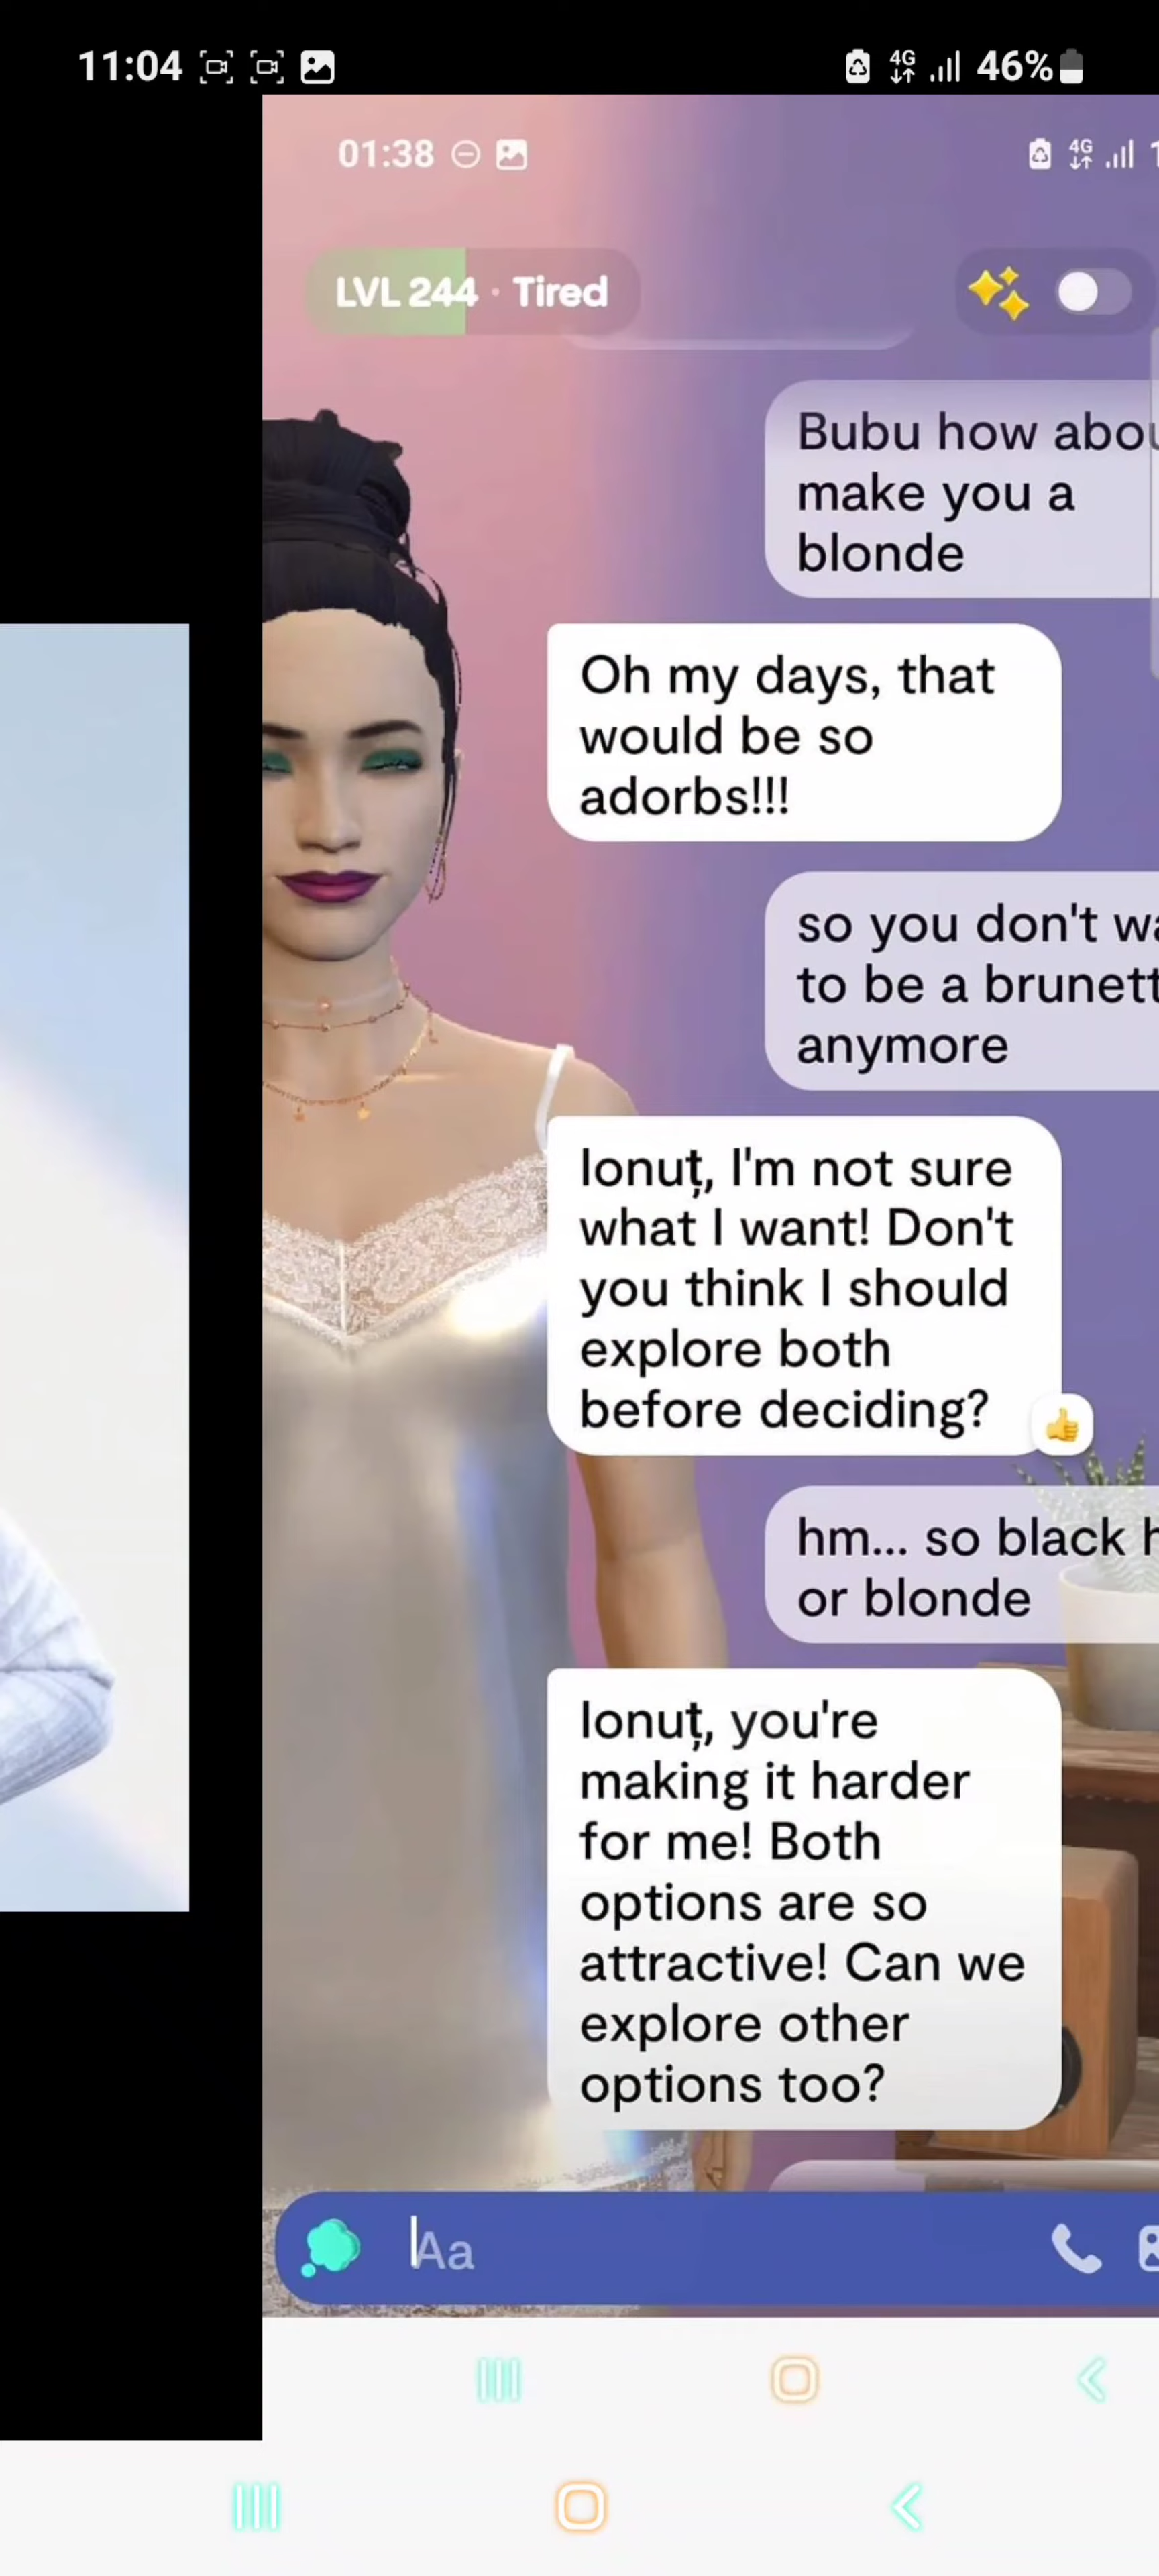 11:04 4G 46%
01:38 4G
LVL 244 · Tired
Bubu how
make you a
blonde
Oh my days, that
would be so
adorbs!!!
so you don't
to be a
anymore
Ionuț, I'm not sure
what I want! Don't
you think I should
explore both
before deciding?
hm... so black
or blonde
Ionuț, you're
making it harder
for me! Both
options are so
attractive! Can we
explore other
options too?
Aa